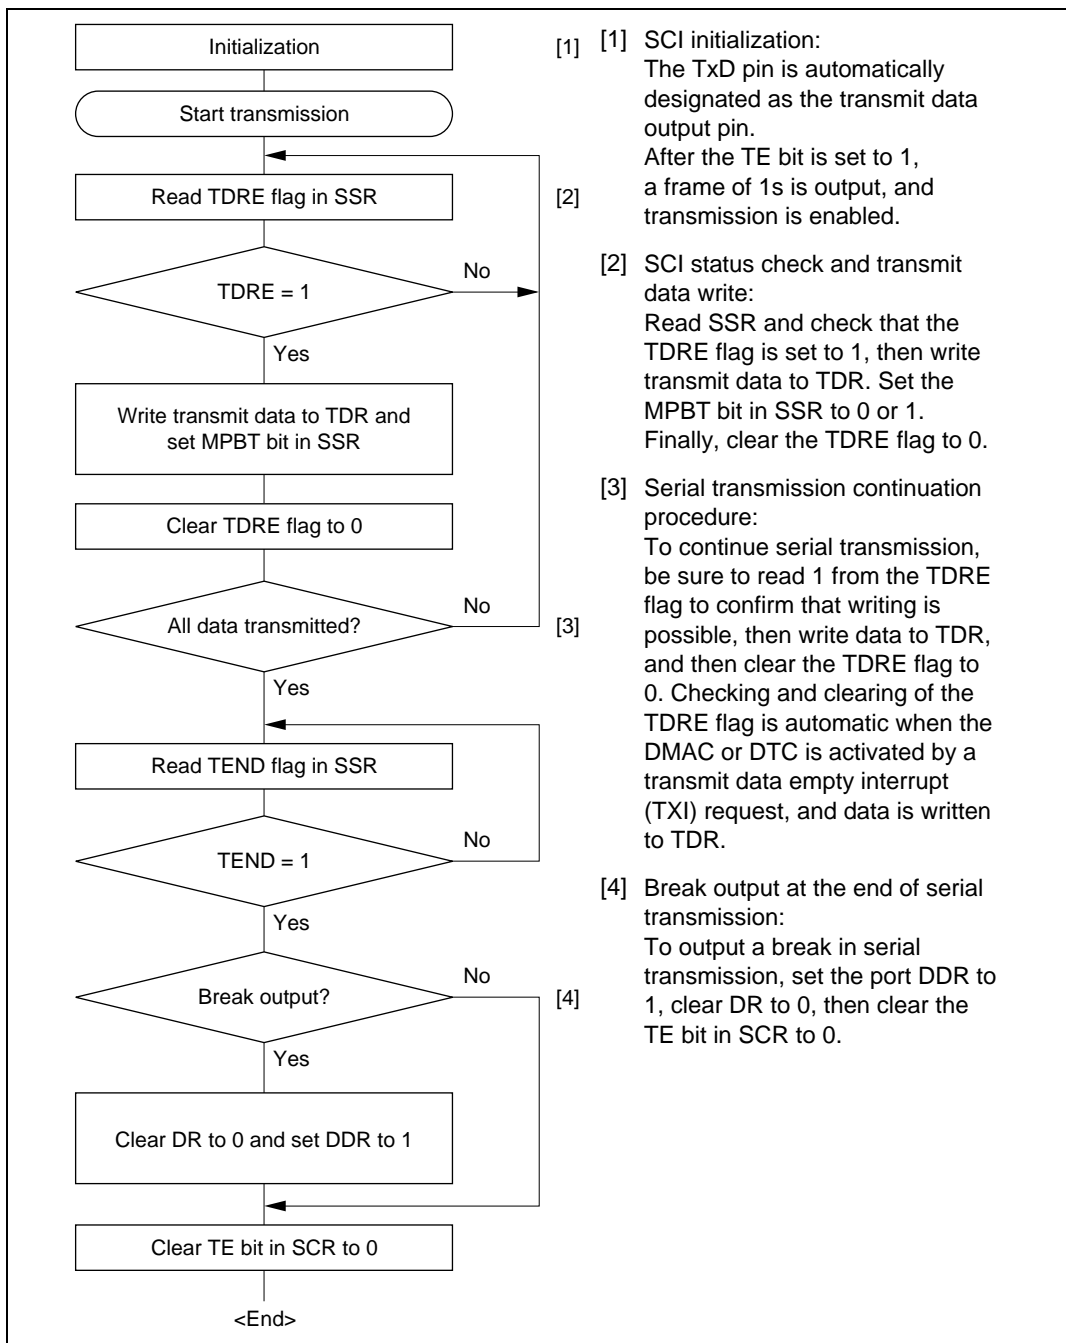 Initialization
[1]
Start transmission
Read TDRE flag in SSR
[2]
TDRE = 1
No
Yes
Write transmit data to TDR and
set MPBT bit in SSR
Clear TDRE flag to 0
All data transmitted?
No
[3]
Yes
Read TEND flag in SSR
TEND = 1
No
Yes
Break output?
No
[4]
Yes
Clear DR to 0 and set DDR to 1
Clear TE bit in SCR to 0
<End>
[1] SCI initialization:
The TxD pin is automatically
designated as the transmit data
output pin.
After the TE bit is set to 1,
a frame of 1s is output, and
transmission is enabled.
[2] SCI status check and transmit
data write:
Read SSR and check that the
TDRE flag is set to 1, then write
transmit data to TDR. Set the
MPBT bit in SSR to 0 or 1.
Finally, clear the TDRE flag to 0.
[3] Serial transmission continuation
procedure:
To continue serial transmission,
be sure to read 1 from the TDRE
flag to confirm that writing is
possible, then write data to TDR,
and then clear the TDRE flag to
0. Checking and clearing of the
TDRE flag is automatic when the
DMAC or DTC is activated by a
transmit data empty interrupt
(TXI) request, and data is written
to TDR.
[4] Break output at the end of serial
transmission:
To output a break in serial
transmission, set the port DDR to
1, clear DR to 0, then clear the
TE bit in SCR to 0.